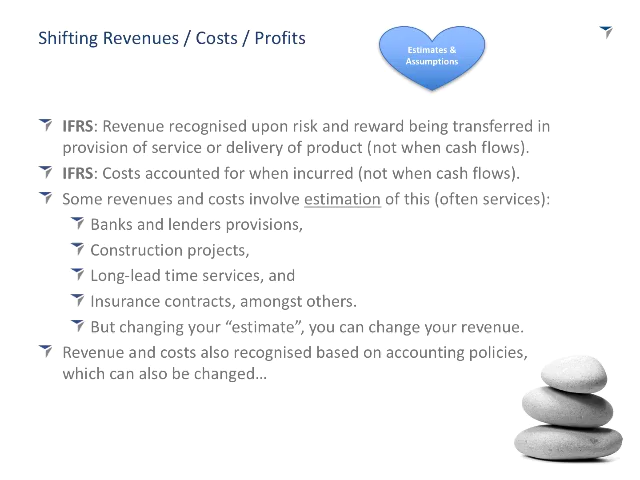 Shifting Revenues / Costs / Profits
Estimates &
Assumptions
IFRS: Revenue recognised upon risk and reward being transferred in
provision of service or delivery of product (not when cash flows).
IFRS: Costs accounted for when incurred (not when cash flows).
Some revenues and costs involve estimation of this (often services):
Banks and lenders provisions,
Construction projects,
Long-lead time services, and
Insurance contracts, amongst others.
But changing your “estimate”, you can change your revenue.
Revenue and costs also recognised based on accounting policies,
which can also be changed…